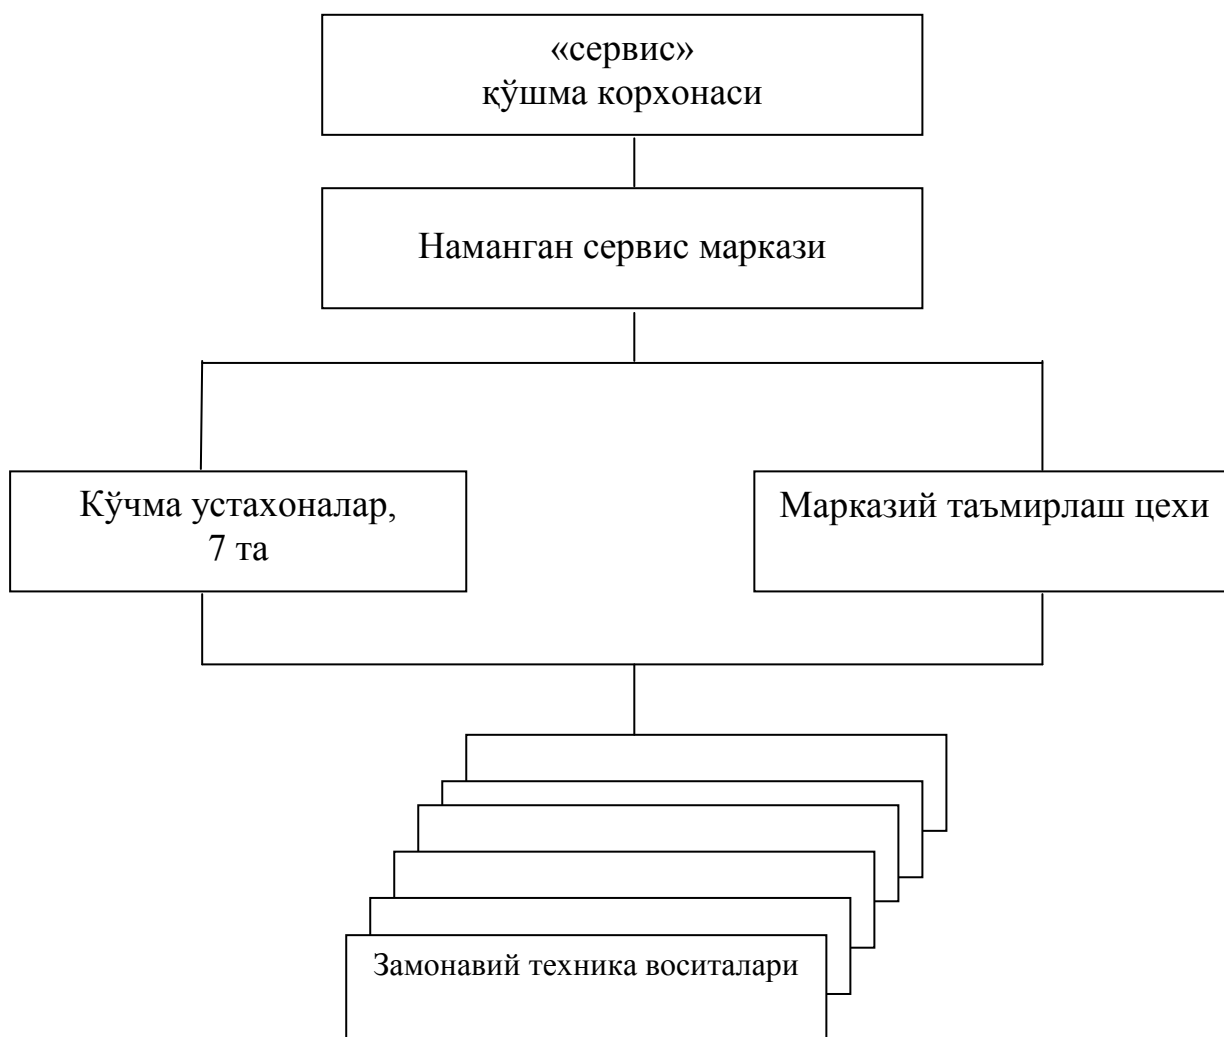 «сервис»
қўшма корхонаси
Наманган сервис маркази
Кўчма устахоналар,
7 та
Марказий таъмирлаш цехи
Замонавий техника воситалари